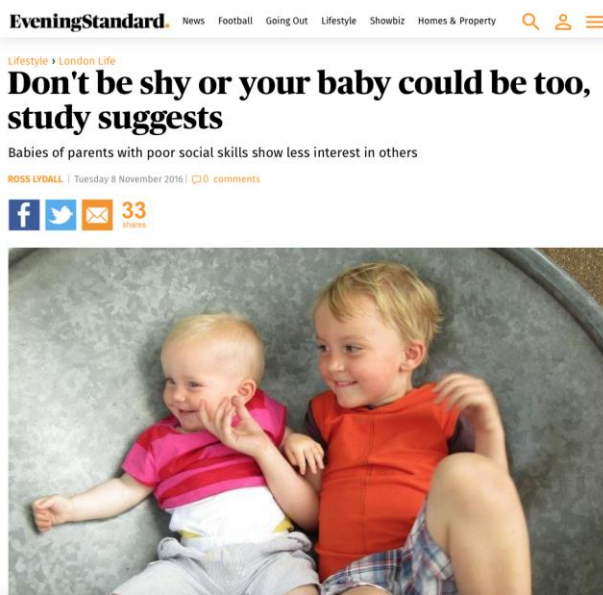 EveningStandard. News Football Going Out Lifestyle Showbiz Homes & Property
Lifestyle › London Life
Don't be shy or your baby could be too,
study suggests
Babies of parents with poor social skills show less interest in others
ROSS LYDALL | Tuesday 8 November 2016 | 0 comments
33
shares